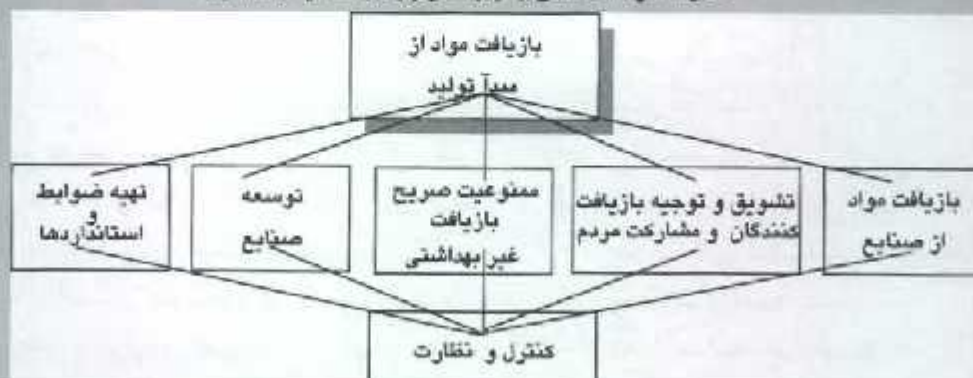 بازیافت مواد از
مبدآ تولید
بازیافت مواد
از صنایع
تشویق و توجیه بازیافت
کنندگان و مشارکت مردم
ممنوعیت صریح
بازیافت
غیر بهداشتی
توسعه
صنایع
تهیه ضوابط
و
استانداردها
کنترل و نظارت